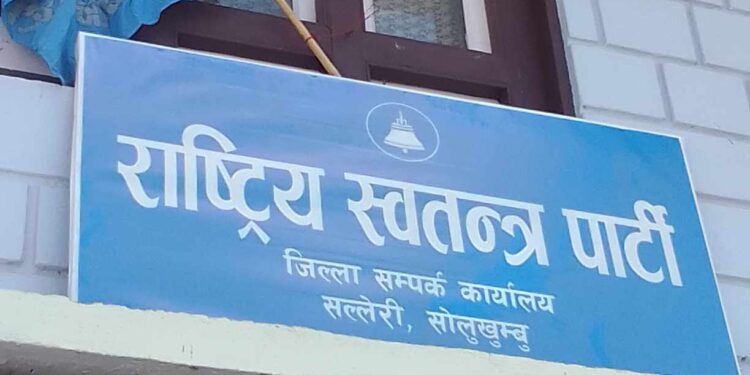 राष्ट्रिय स्वतन्त्र पार्टी
जिल्ला सम्पर्क कार्यालय
सल्लेरी, सोलुखुम्बु